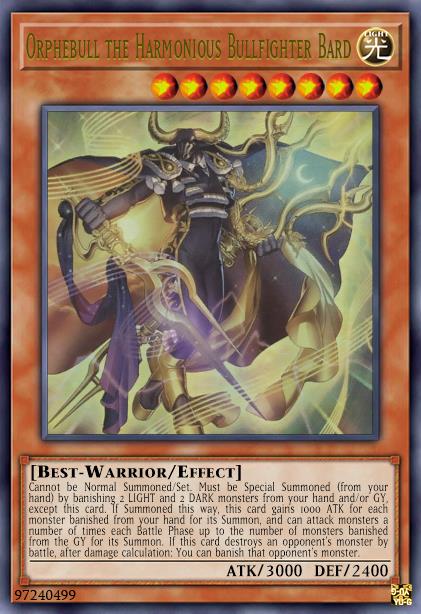 Orphebull the Harmonious Bullfighter Bard
LIGHT
光
[Best-Warrior/Effect]
Cannot be Normal Summoned/Set. Must be Special Summoned (from your
hand) by banishing 2 LIGHT and 2 DARK monsters from your hand and/or GY,
except this card. If Summoned this way, this card gains 1000 ATK for each
monster banished from your hand for its Summon, and can attack monsters a
number of times each Battle Phase up to the number of monsters banished
from the GY for its Summon. If this card destroys an opponent's monster by
battle, after damage calculation: You can banish that opponent's monster.
ATK/3000 DEF/2400
97240499